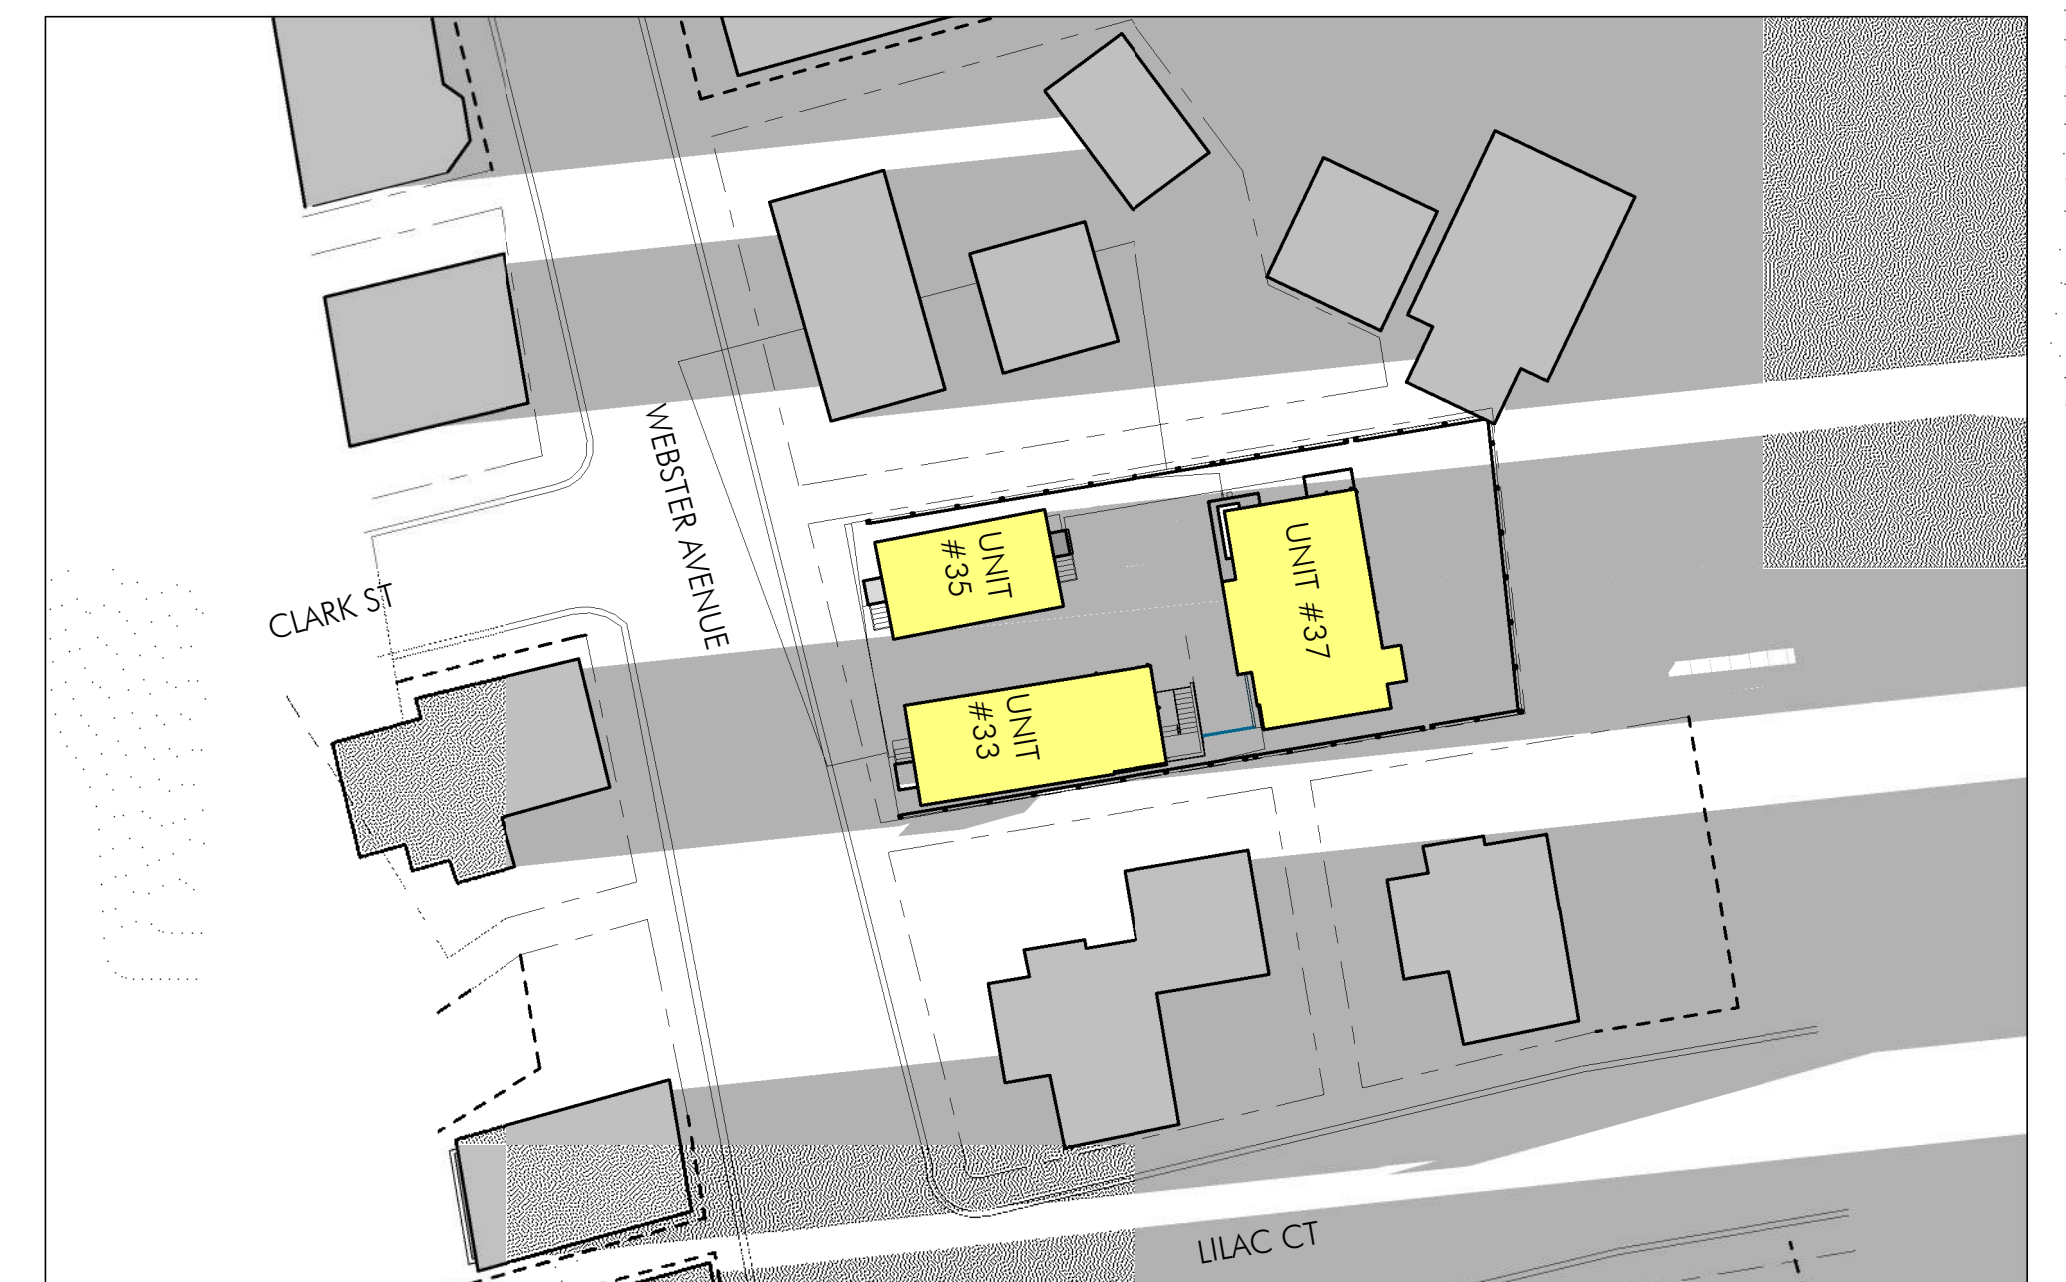 WEBSTER AVENUE
CLARK ST
UNIT
#35
UNIT #37
UNIT
#33
LILAC CT